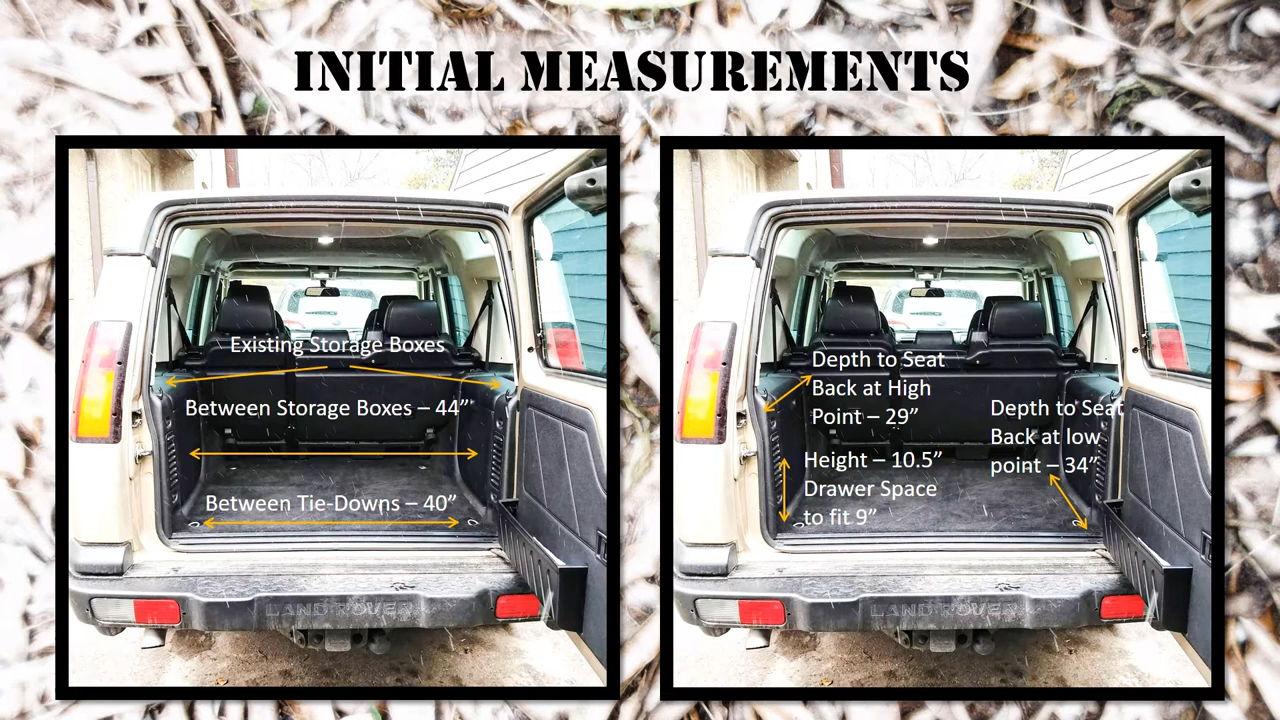 INITIAL MEASUREMENTS
Existing Storage Boxes
Between Storage Boxes – 44”
Between Tie-Downs – 40”
LAND ROVER
Depth to Seat
Back at High
Point – 29”
Height – 10.5”
Drawer Space
to fit 9”
Depth to Seat
Back at low
point – 34”
LAND ROVER